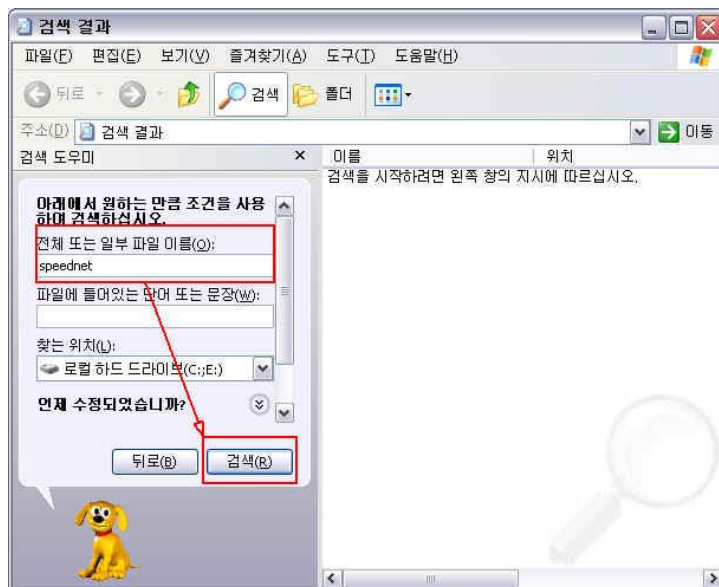 검색 결과
파일(F) 편집(E) 보기(V) 즐겨찾기(A) 도구(T) 도움말(H)
뒤로 검색 폴더
주소(D) 검색 결과 이동
검색 도우미
이름 위치
검색을 시작하려면 왼쪽 창의 지시에 따르십시오.
아래에서 원하는 만큼 조건을 사용
하여 검색하십시오.
전체 또는 일부 파일 이름(O):
speednet
파일에 들어있는 단어 또는 문장(W):
찾는 위치(L):
로컬 하드 드라이브(C:;E:)
언제 수정되었습니까?
뒤로(B) 검색(R)